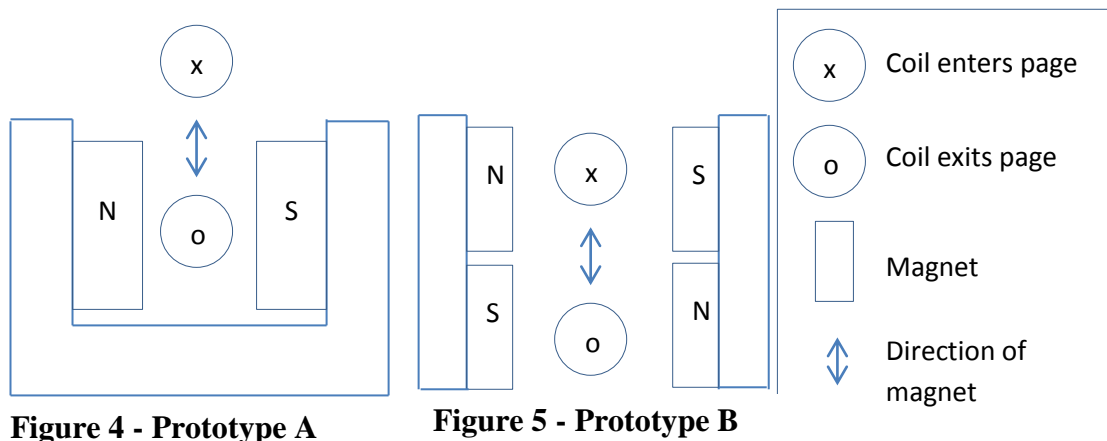 x
N
S
o
Figure 4 - Prototype A
N
S
x
S
N
o
Figure 5 - Prototype B
x
Coil enters page
o
Coil exits page
Magnet
Direction of
magnet